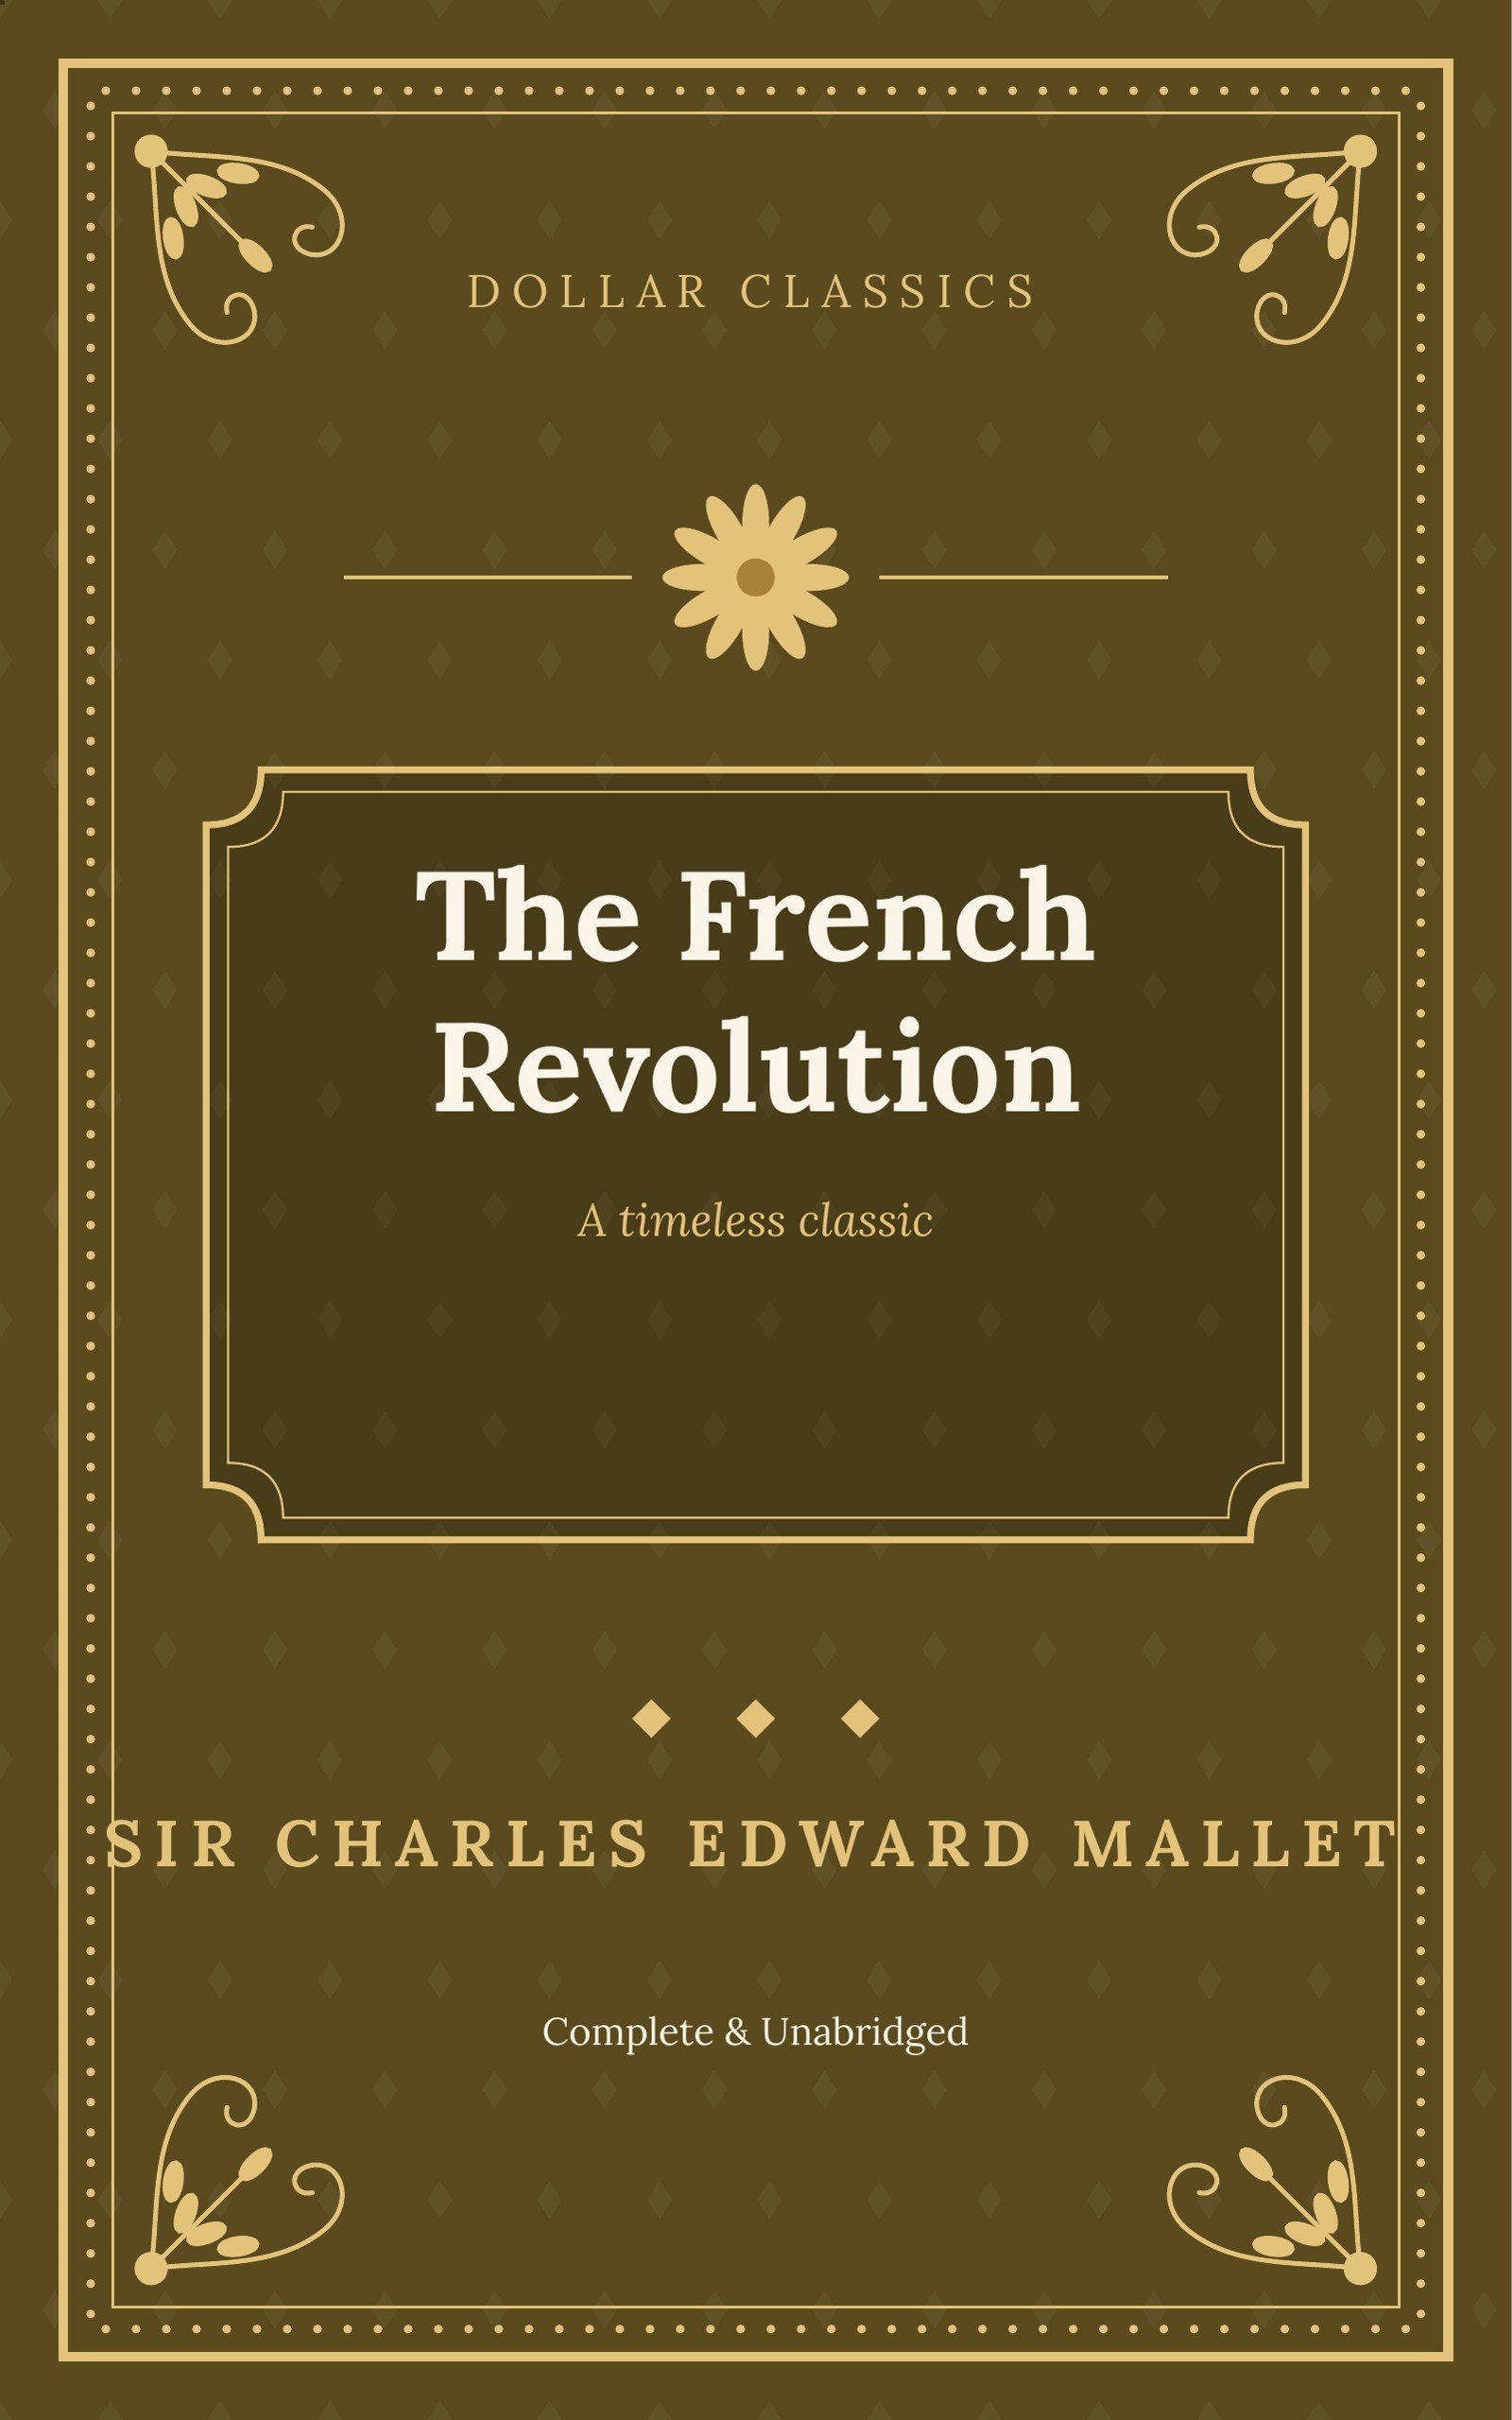 DOLLAR CLASSICS
The French
Revolution
A timeless classic
SIR CHARLES EDWARD MALLET
Complete & Unabridged